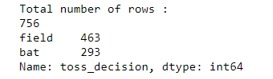 Total number of rows :
756
field    463
bat      293
Name: toss_decision, dtype: int64